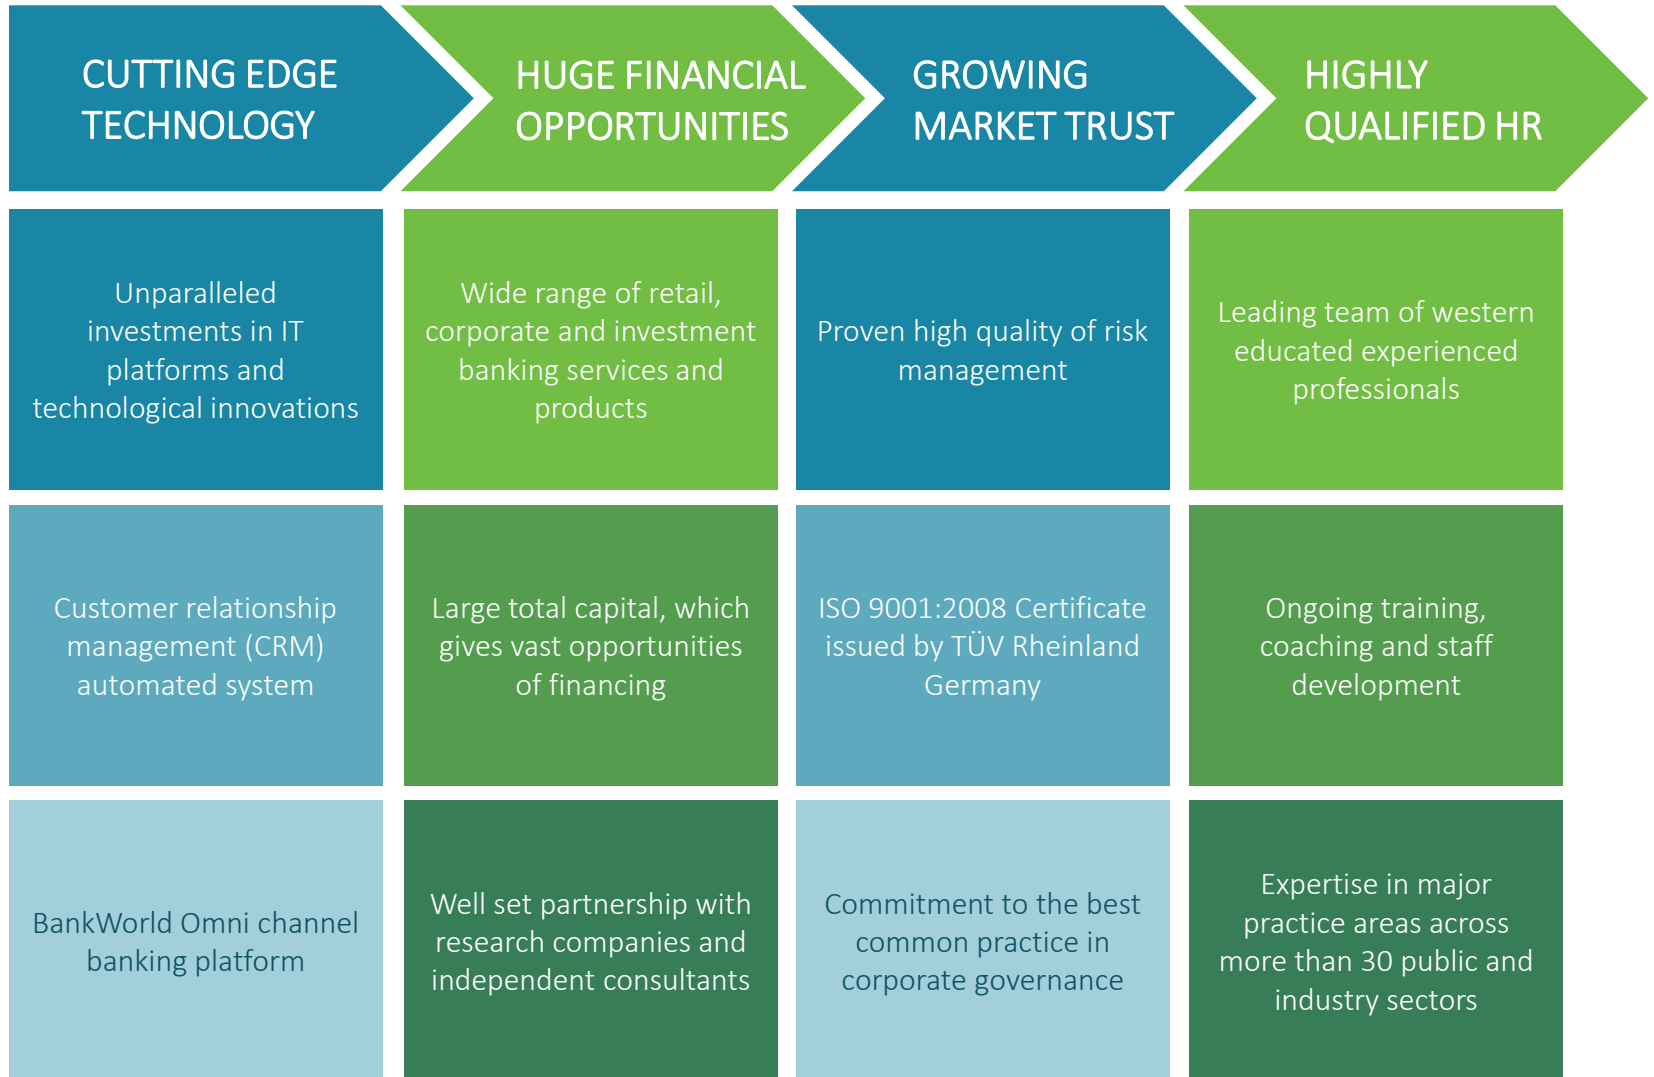 CUTTING EDGE
TECHNOLOGY
HUGE FINANCIAL
OPPORTUNITIES
GROWING
MARKET TRUST
HIGHLY
QUALIFIED HR
Unparalleled
investments in IT
platforms and
technological innovations
Wide range of retail,
corporate and investment
banking services and
products
Proven high quality of risk
management
Leading team of western
educated experienced
professionals
Customer relationship
management (CRM)
automated system
Large total capital, which
gives vast opportunities
of financing
ISO 9001:2008 Certificate
issued by TÜV Rheinland
Germany
Ongoing training,
coaching and staff
development
BankWorld Omni channel
banking platform
Well set partnership with
research companies and
independent consultants
Commitment to the best
common practice in
corporate governance
Expertise in major
practice areas across
more than 30 public and
industry sectors